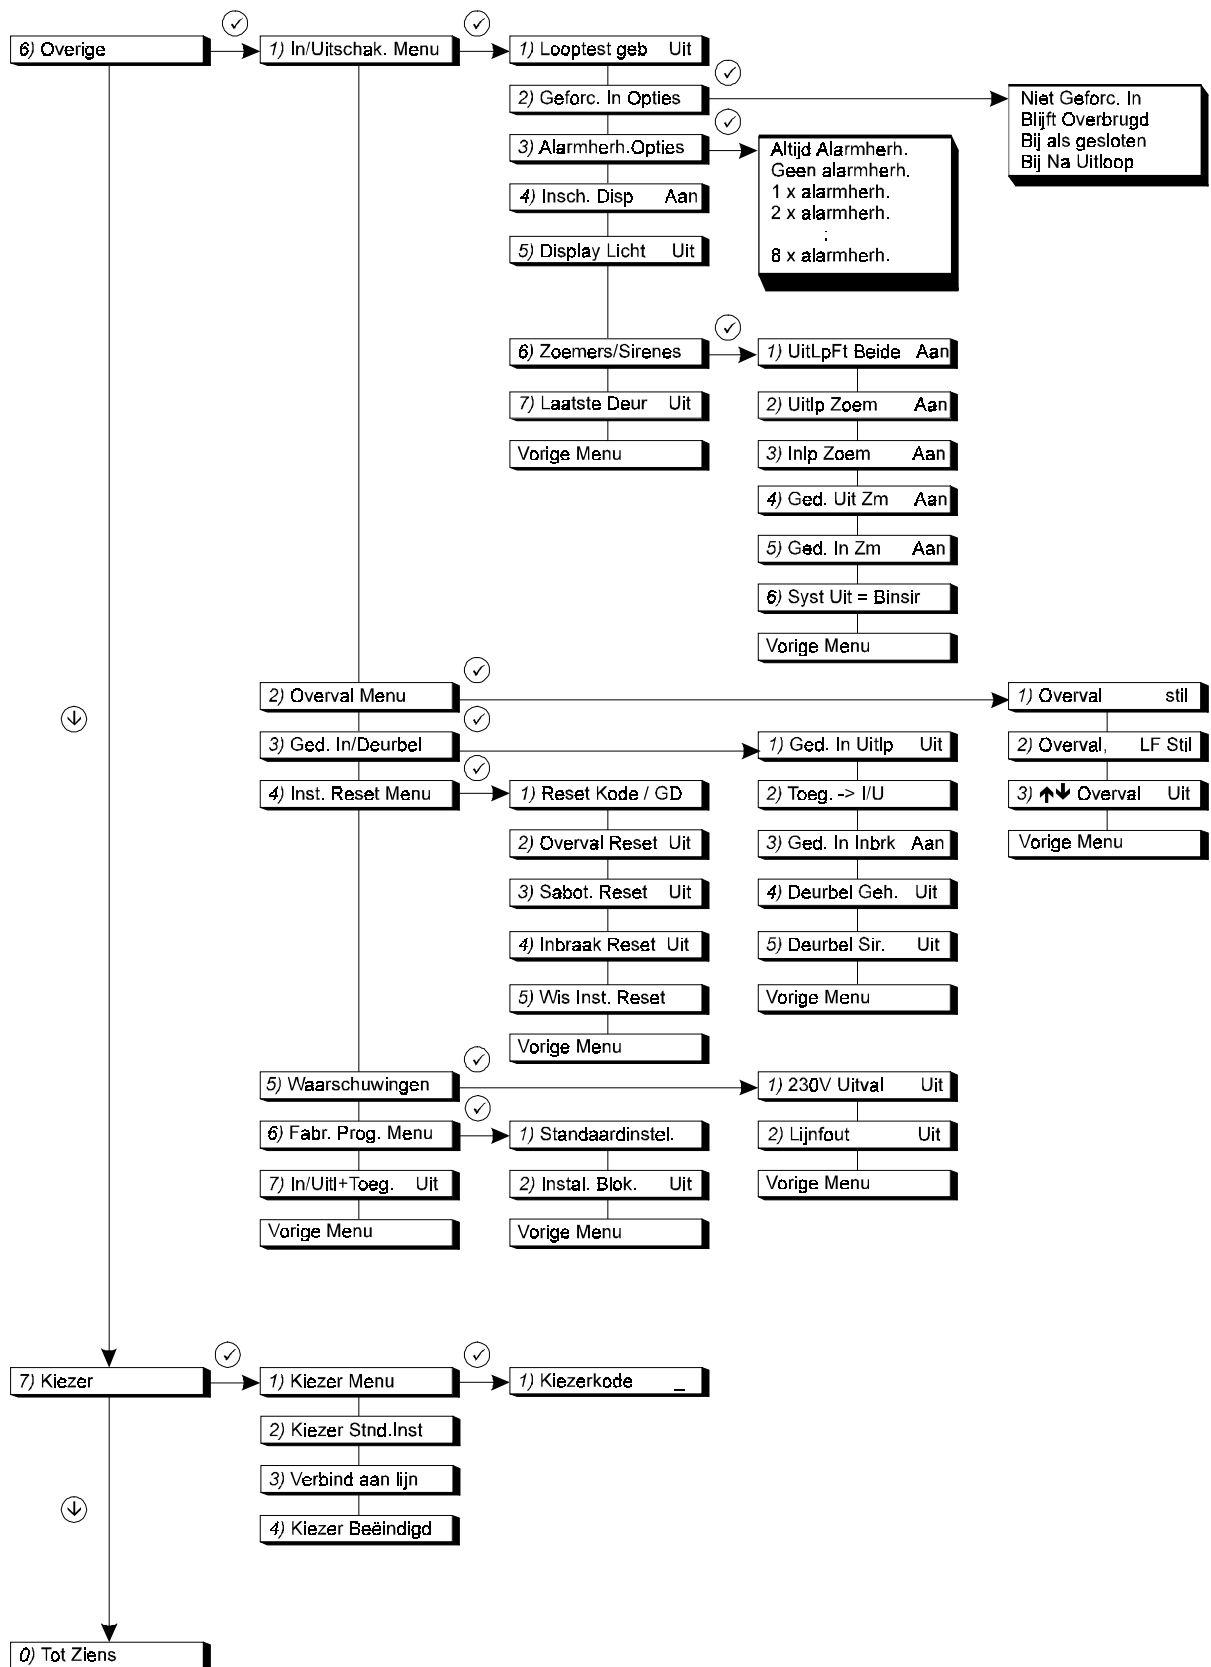 6) Overige
1) In/Uitschak. Menu
1) Looptest geb Uit
2) Geforc. In Opties
Niet Geforc. In
Blijft Overbrugd
Bij als gesloten
Bij Na Uitloop
3) Alarmherh.Opties
Altijd Alarmherh.
Geen alarmherh.
1 x alarmherh.
2 x alarmherh.
:
8 x alarmherh.
4) Insch. Disp Aan
5) Display Licht Uit
6) Zoemers/Sirenes
1) UitLpFt Beide Aan
2) Uitlp Zoem Aan
3) Inlp Zoem Aan
4) Ged. Uit Zm Aan
5) Ged. In Zm Aan
6) Syst Uit = Binsir
Vorige Menu
7) Laatste Deur Uit
Vorige Menu
2) Overval Menu
1) Overval stil
2) Overval, LF Stil
3) ↑↓ Overval Uit
Vorige Menu
3) Ged. In/Deurbel
1) Ged. In Uitlp Uit
2) Toeg. -> I/U
3) Ged. In Inbrk Aan
4) Deurbel Geh. Uit
5) Deurbel Sir. Uit
Vorige Menu
4) Inst. Reset Menu
1) Reset Kode / GD
2) Overval Reset Uit
3) Sabot. Reset Uit
4) Inbraak Reset Uit
5) Wis Inst. Reset
Vorige Menu
5) Waarschuwingen
1) 230V Uitval Uit
2) Lijnfout Uit
Vorige Menu
6) Fabr. Prog. Menu
1) Standaardinstel.
2) Instal. Blok. Uit
Vorige Menu
7) In/Uitl+Toeg. Uit
Vorige Menu
7) Kiezer
1) Kiezer Menu
1) Kiezerkode _
2) Kiezer Stnd.Inst
3) Verbind aan lijn
4) Kiezer Beëindigd
0) Tot Ziens